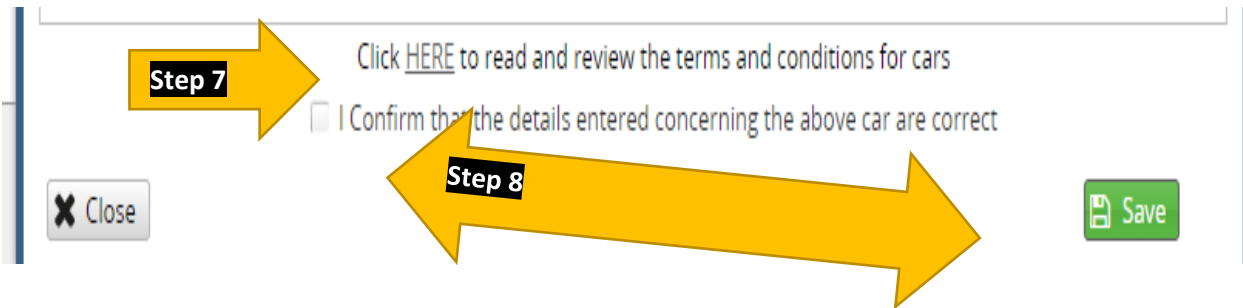 Click HERE to read and review the terms and conditions for cars
Step 7
I Confirm that the details entered concerning the above car are correct
Step 8
Close
Save